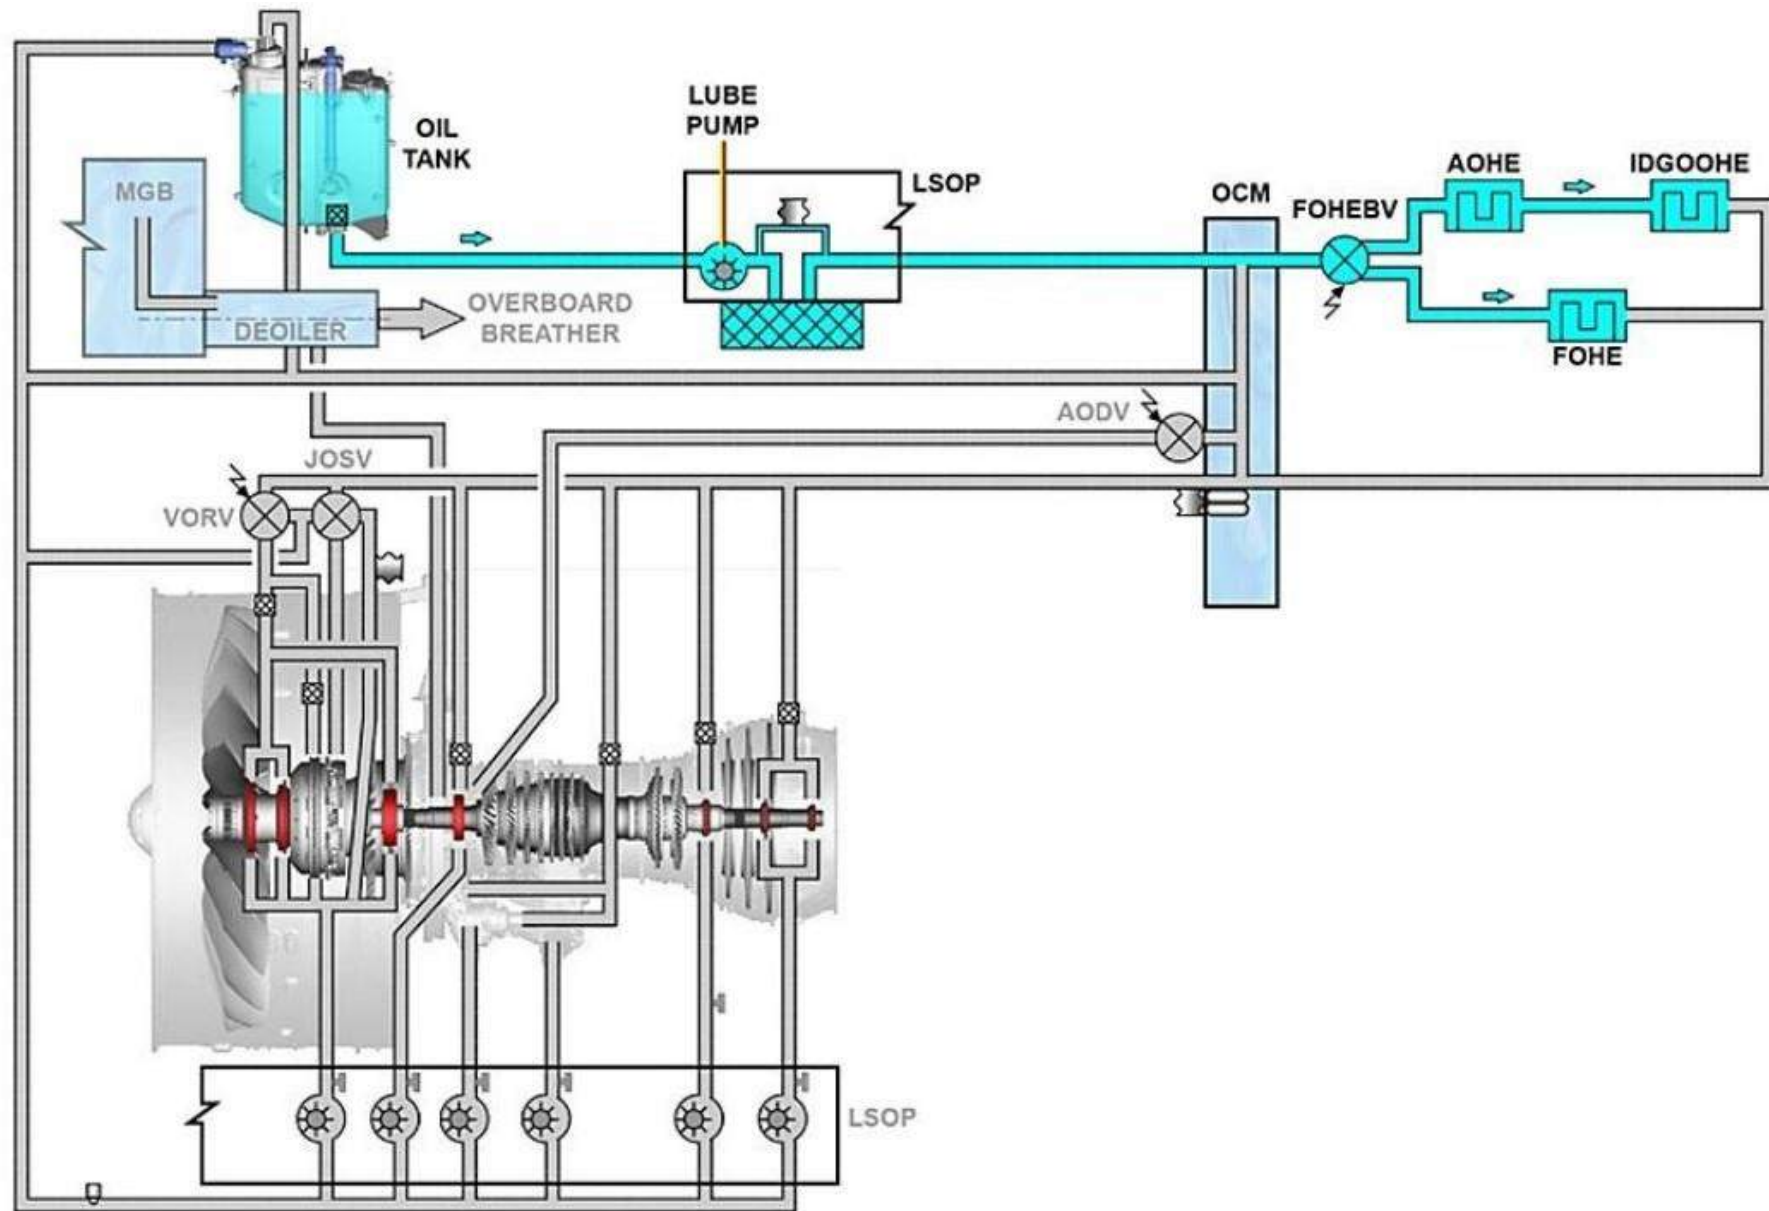 LUBE
PUMP
OIL
TANK
MGB
LSOP
OCM
AOHE
IDGOOHE
FOHEBV
OVERBOARD
BREATHER
DEOILER
FOHE
AODV
JOSV
VORV
LSOP